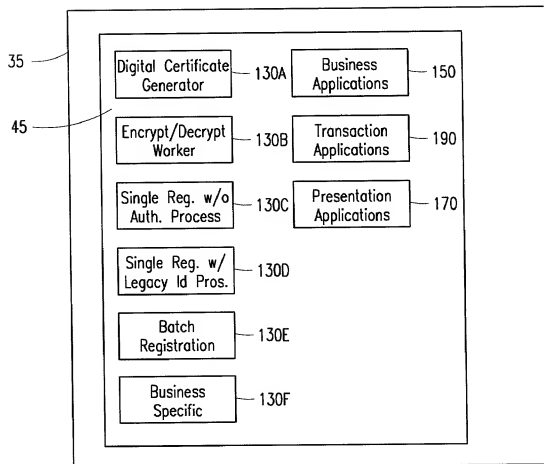 35
45
Digital Certificate
Generator
130A
Business
Applications
150
Encrypt/Decrypt
Worker
130B
Transaction
Applications
190
Single Reg. w/o
Auth. Process
130C
Presentation
Applications
170
Single Reg. w/
Legacy Id Pros.
130D
Batch
Registration
130E
Business
Specific
130F